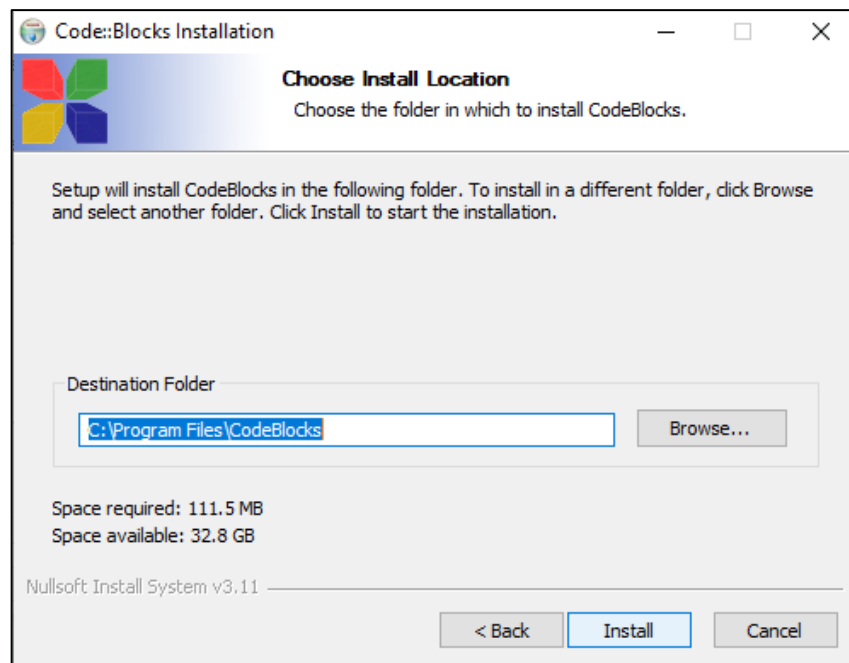 Code::Blocks Installation
Choose Install Location
Choose the folder in which to install CodeBlocks.
Setup will install CodeBlocks in the following folder. To install in a different folder, click Browse
and select another folder. Click Install to start the installation.
Destination Folder
C:\Program Files\CodeBlocks
Browse...
Space required: 111.5 MB
Space available: 32.8 GB
Nullsoft Install System v3.11
< Back
Install
Cancel